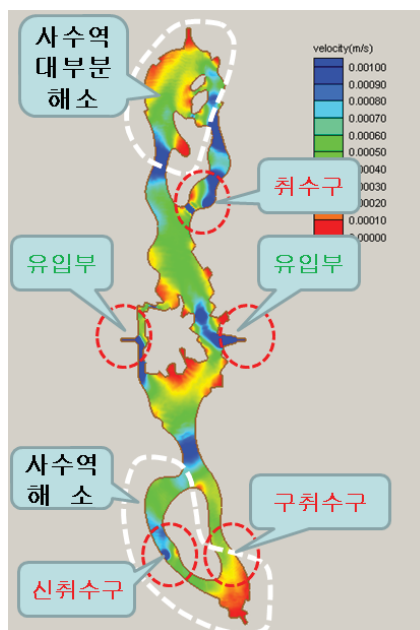 사수역
대부분
해소
velocity(m/s)
0.00100
0.00090
0.00080
0.00070
0.00060
0.00050
0.00040
0.00030
0.00020
0.00010
0.00000
취수구
유입부
유입부
사수역
해 소
구취수구
신취수구